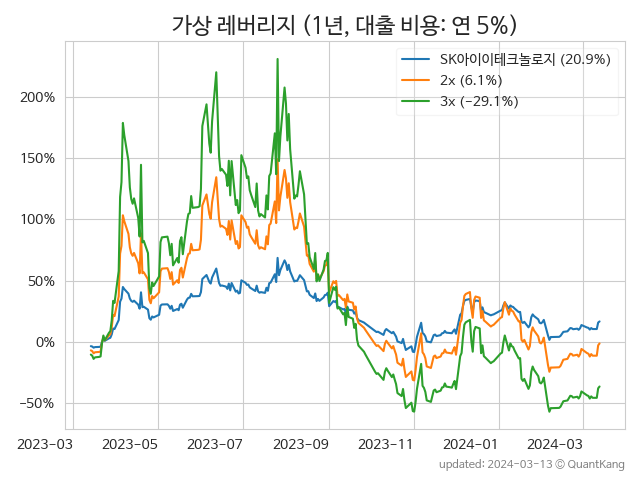 가상 레버리지 (1년, 대출 비용: 연 5%)
SK아이이테크놀로지 (20.9%)
2x (6.1%)
3x (−29.1%)
200%
150%
100%
50%
0%
−50%
2023−03 2023−05 2023−07 2023−09 2023−11 2024−01 2024−03
updated: 2024-03-13 ⓒ QuantKang